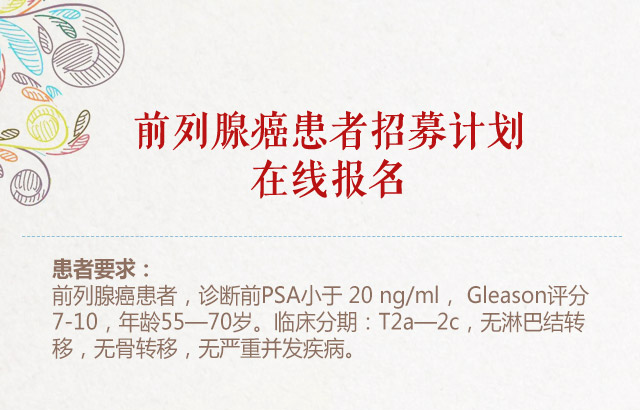 前列腺癌患者招募计划
在线报名
患者要求：
前列腺癌患者，诊断前PSA小于 20 ng/ml， Gleason评分
7-10，年龄55—70岁。临床分期：T2a—2c，无淋巴结转
移，无骨转移，无严重并发疾病。